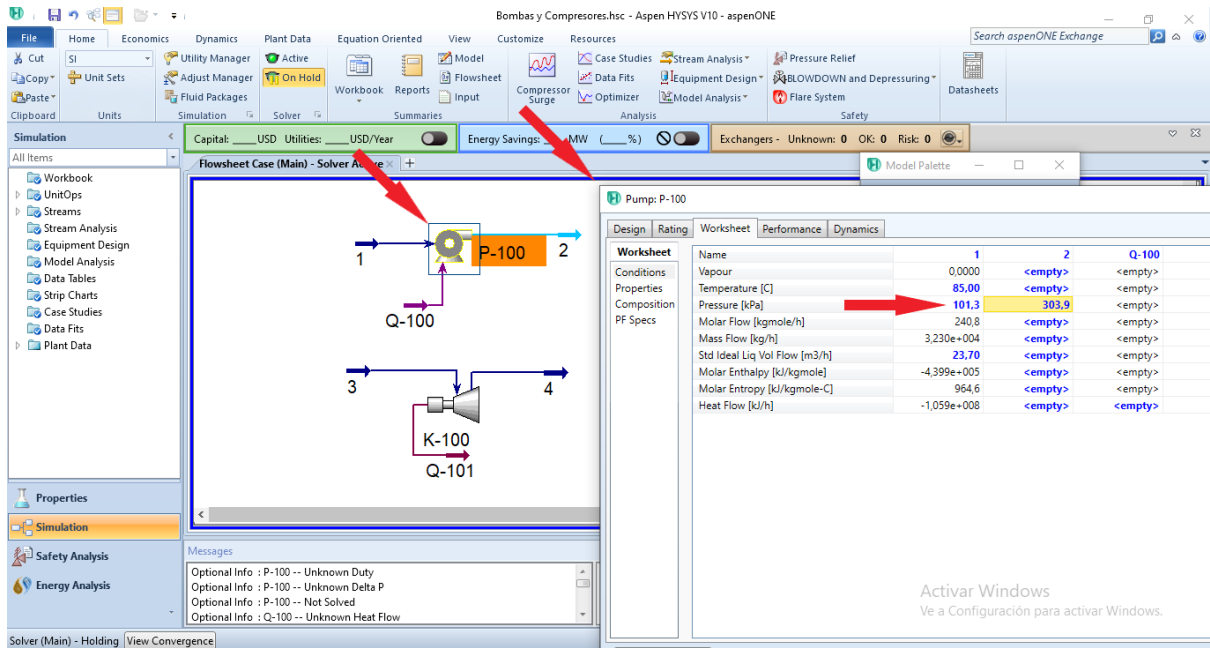 Bombas y Compresores.hsc - Aspen HYSYS V10 - aspenONE
File Home Economics Dynamics Plant Data Equation Oriented View Customize Resources Search aspenONE Exchange
Cut SI Utility Manager Active Model Case Studies Stream Analysis Pressure Relief
Copy Unit Sets Adjust Manager On Hold Workbook Reports Flowsheet Compressor Surge Data Fits Equipment Design BLOWDOWN and Depressuring Datasheets
Paste Fluid Packages Input Optimizer Model Analysis Flare System
Clipboard Units Simulation Solver Summaries Analysis Safety
Simulation
Capital: ____USD Utilities: ____USD/Year Energy Savings: ____MW (____%) Exchangers - Unknown: 0 OK: 0 Risk: 0
All Items
Flowsheet Case (Main) - Solver Active
Model Palette
Workbook
UnitOps
Streams
Stream Analysis
Equipment Design
Model Analysis
Data Tables
Strip Charts
Case Studies
Data Fits
Plant Data
Properties
Simulation
Safety Analysis
Energy Analysis
1
P-100
2
Q-100
3
4
K-100
Q-101
Pump: P-100
Design Rating Worksheet Performance Dynamics
Worksheet
Conditions
Properties
Composition
PF Specs
Name 1 2 Q-100
Vapour 0,0000 <empty> <empty>
Temperature [C] 85,00 <empty> <empty>
Pressure [kPa] 101,3 303,9 <empty>
Molar Flow [kgmole/h] 240,8 <empty> <empty>
Mass Flow [kg/h] 3,230e+004 <empty> <empty>
Std Ideal Liq Vol Flow [m3/h] 23,70 <empty> <empty>
Molar Enthalpy [kJ/kgmole] -4,399e+005 <empty> <empty>
Molar Entropy [kJ/kgmole-C] 964,6 <empty> <empty>
Heat Flow [kJ/h] -1,059e+008 <empty> <empty>
Messages
Optional Info : P-100 -- Unknown Duty
Optional Info : P-100 -- Unknown Delta P
Optional Info : P-100 -- Not Solved
Optional Info : Q-100 -- Unknown Heat Flow
Activar Windows
Ve a Configuración para activar Windows.
Solver (Main) - Holding View Convergence